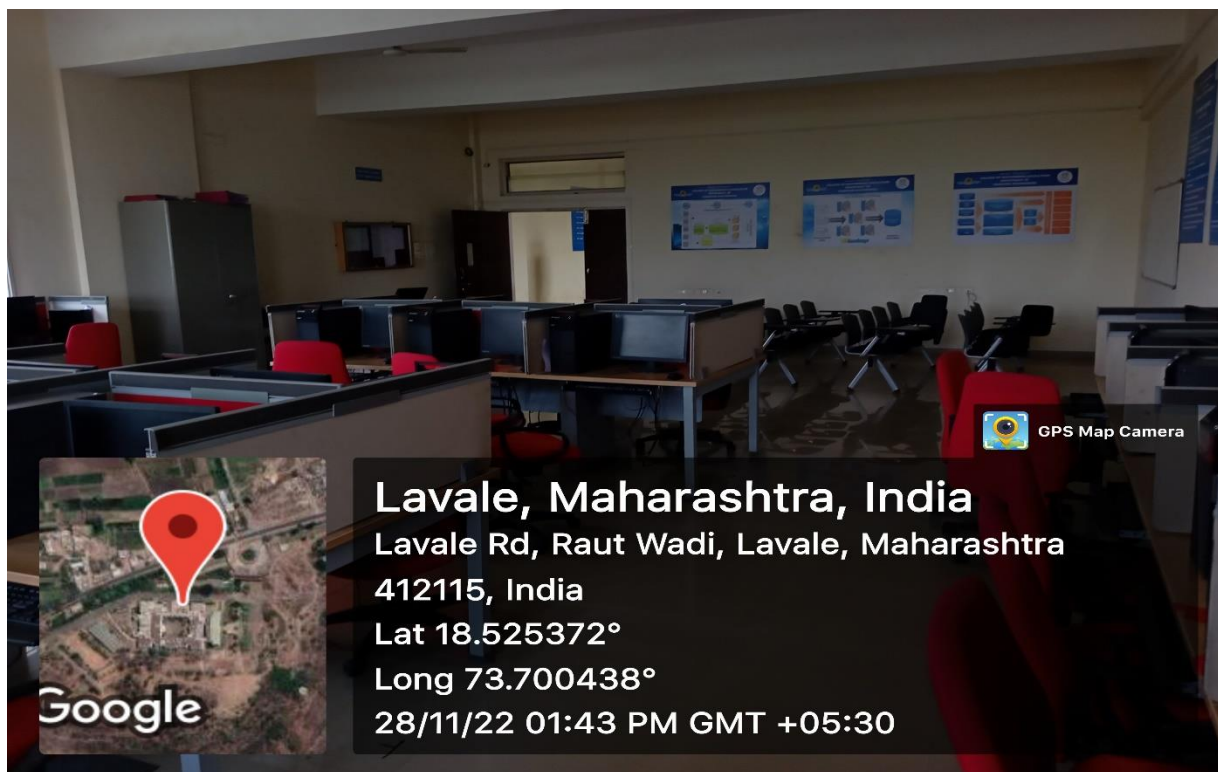 GPS Map Camera
Lavale, Maharashtra, India
Lavale Rd, Raut Wadi, Lavale, Maharashtra
412115, India
Lat 18.525372°
Long 73.700438°
28/11/22 01:43 PM GMT +05:30
Google